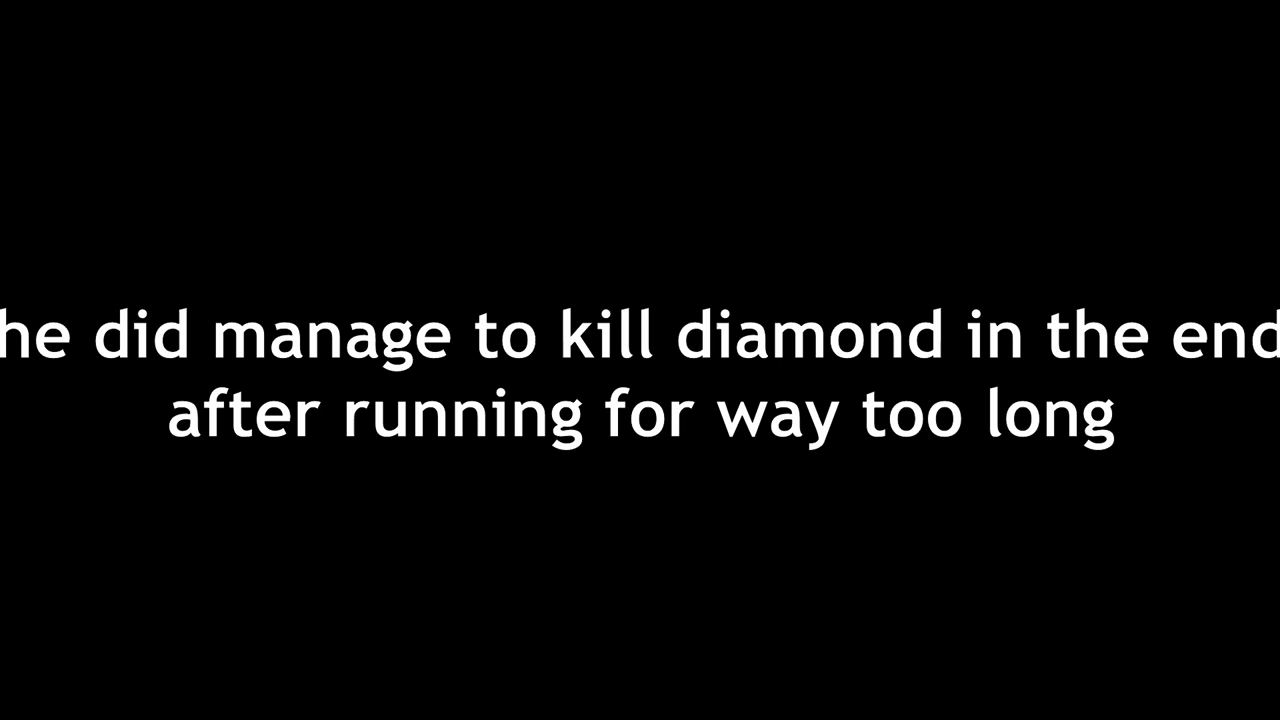 he did manage to kill diamond in the end
after running for way too long